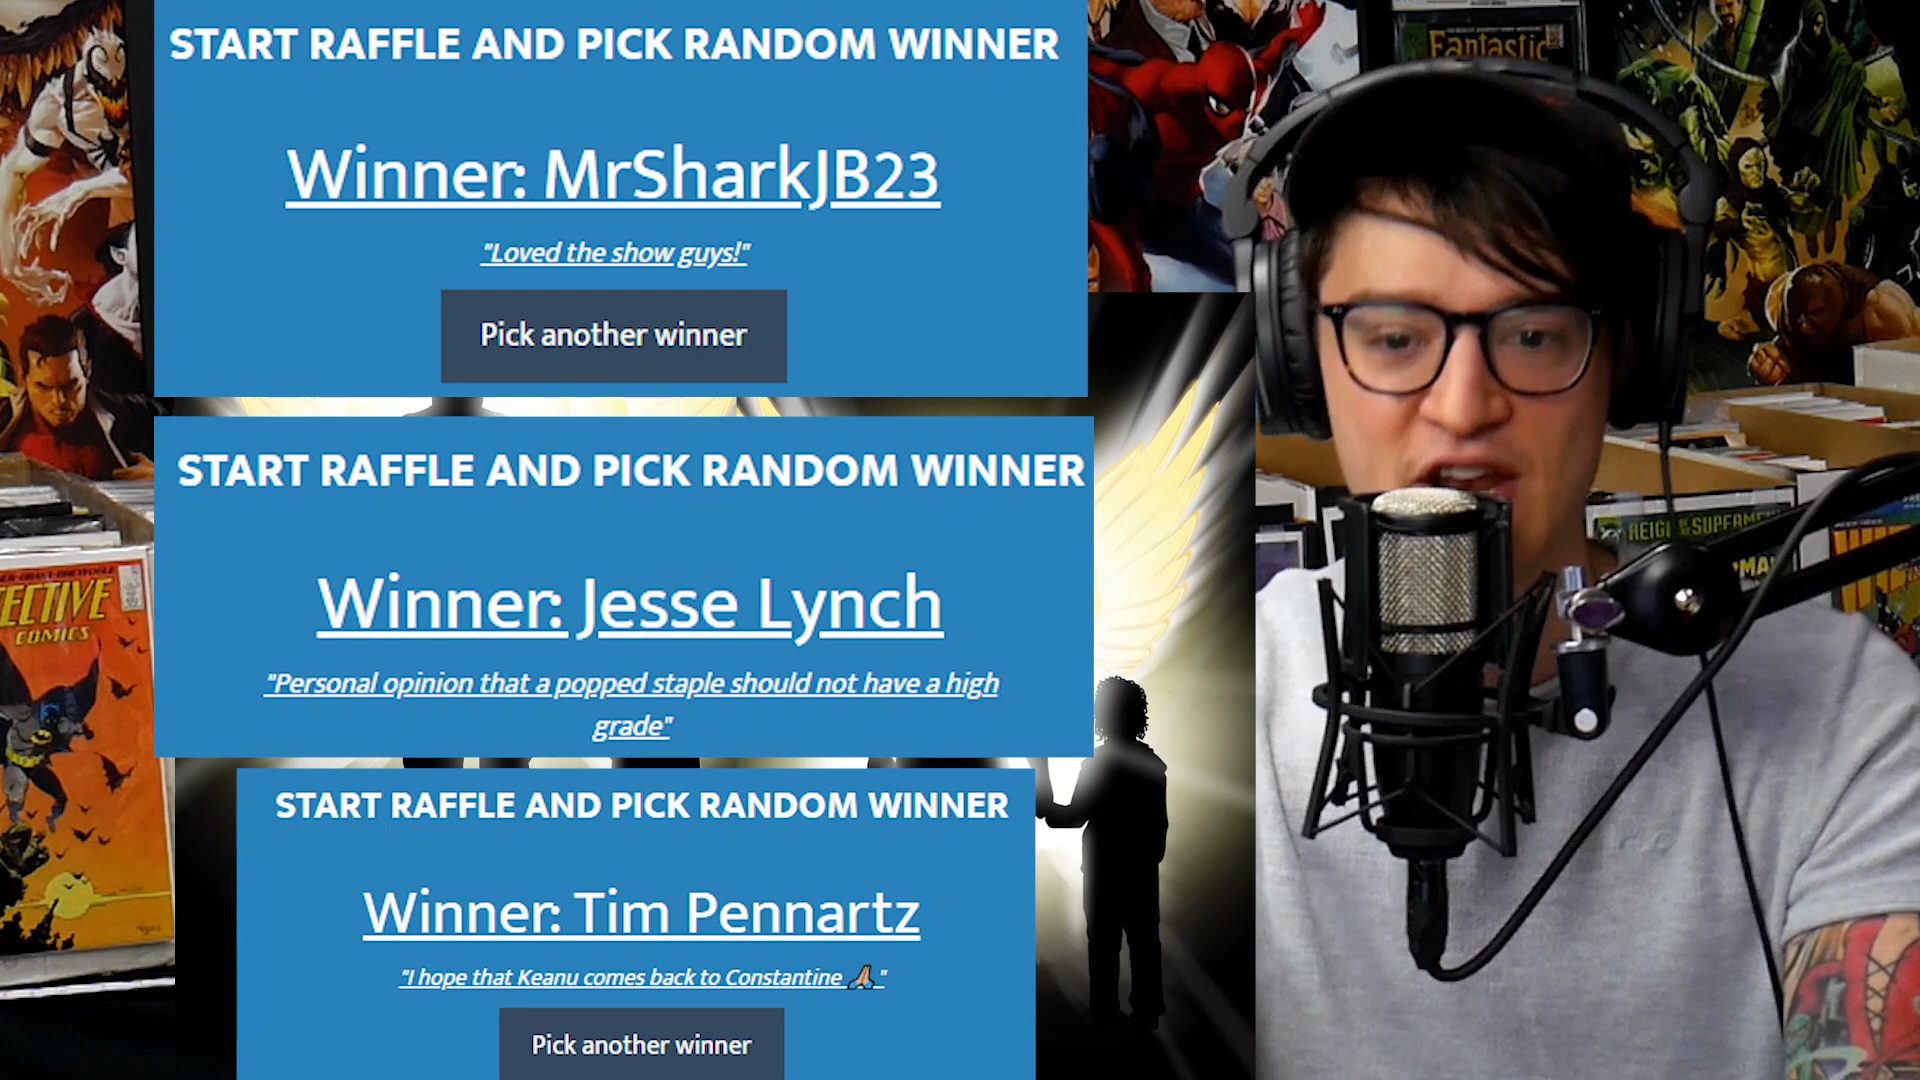 START RAFFLE AND PICK RANDOM WINNER
Winner: MrSharkJB23
"Loved the show guys!"
Pick another winner
START RAFFLE AND PICK RANDOM WINNER
Winner: Jesse Lynch
"Personal opinion that a popped staple should not have a high
grade"
START RAFFLE AND PICK RANDOM WINNER
Winner: Tim Pennartz
"I hope that Keanu comes back to Constantine 🙏🏽"
Pick another winner
Fantastic
ECTIVE
COMICS